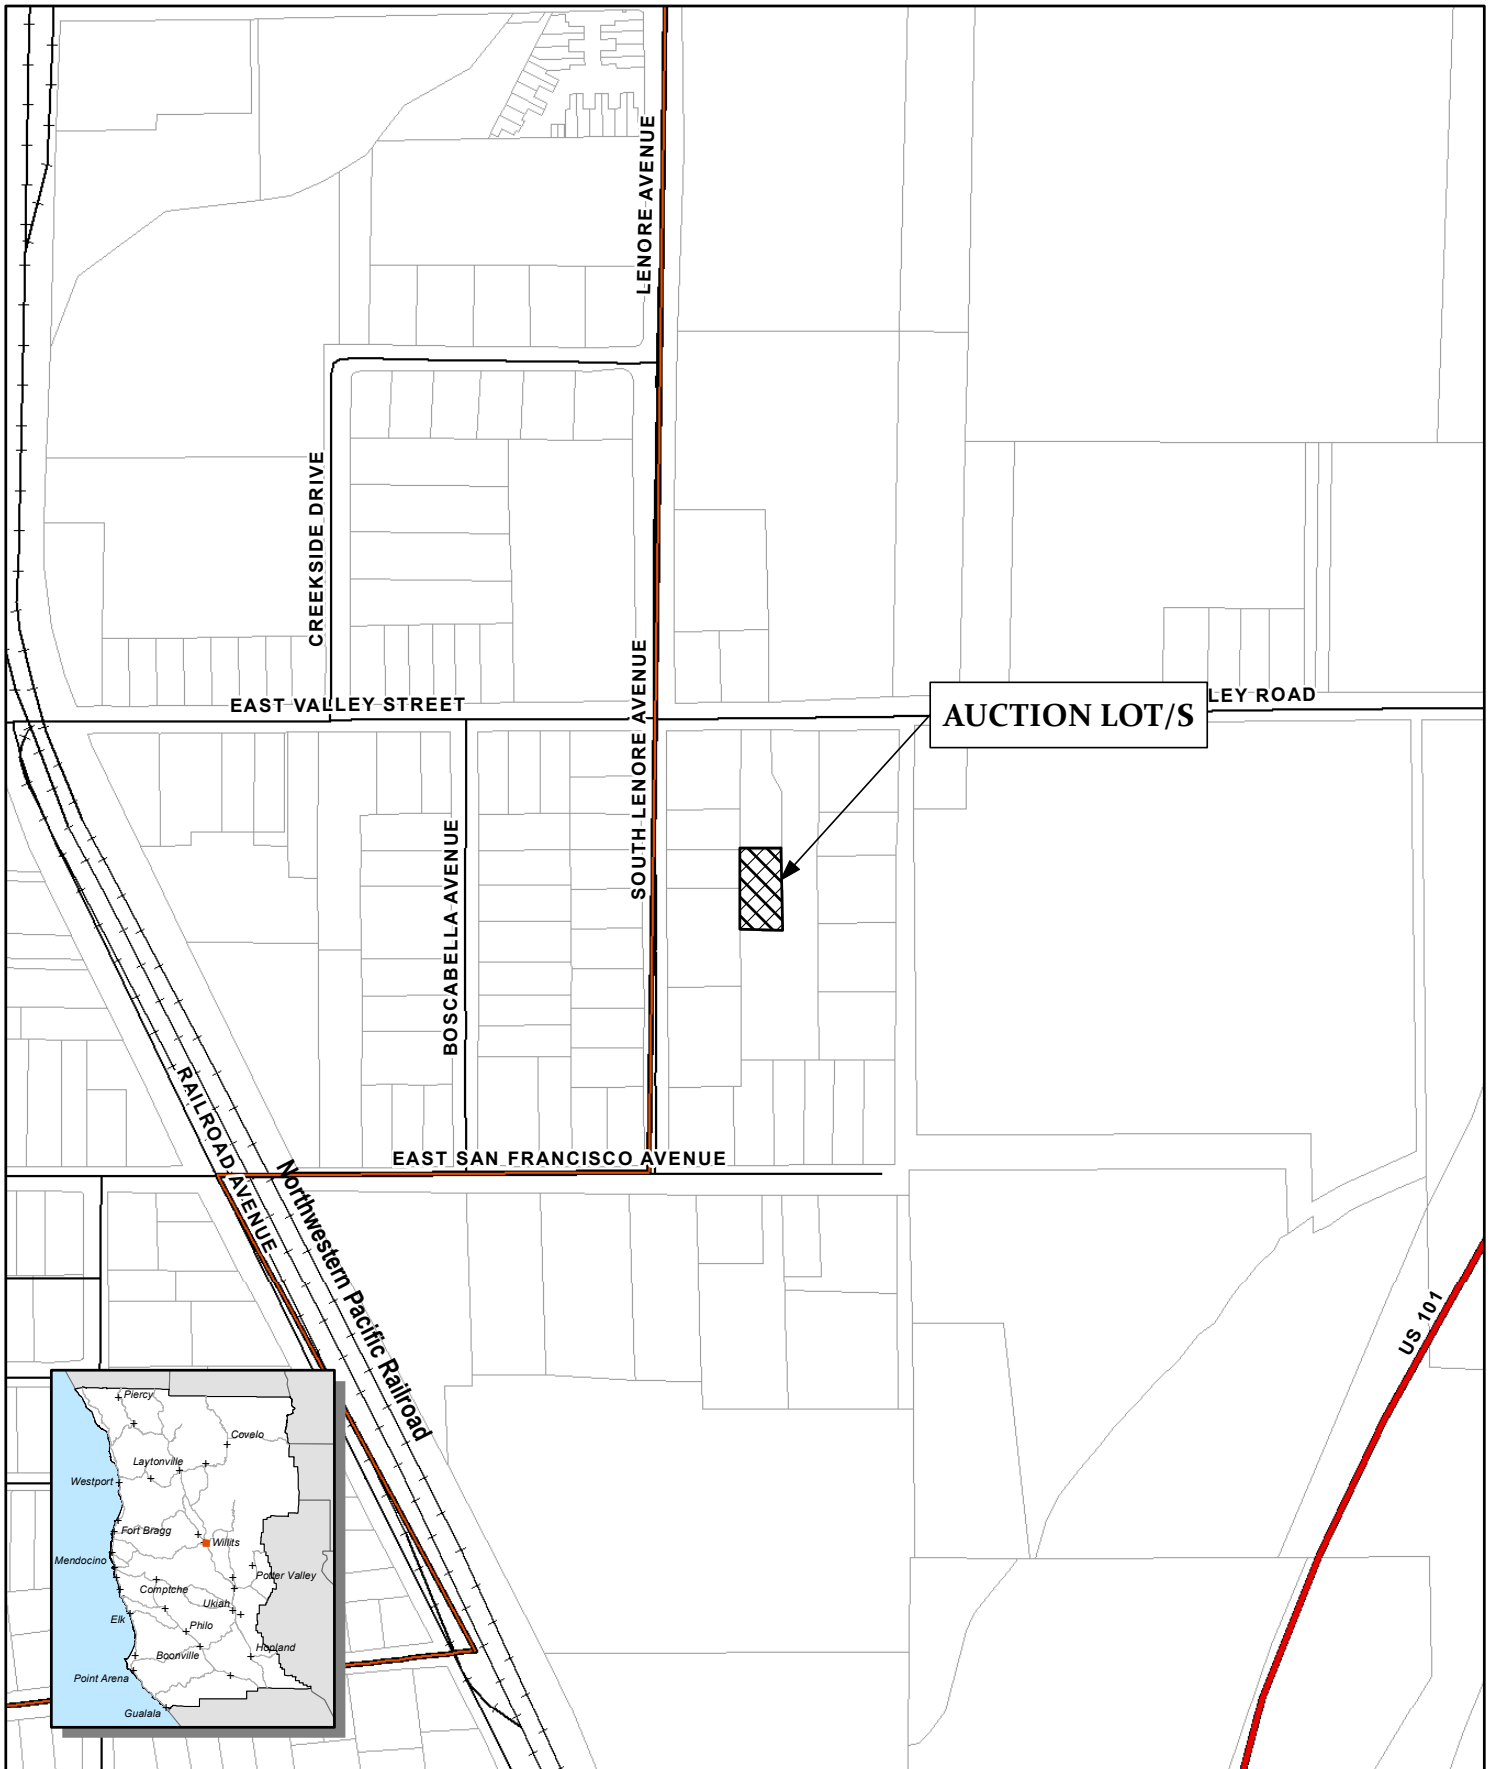 LENORE AVENUE
CREEKSIDE DRIVE
SOUTH LENORE AVENUE
EAST VALLEY STREET
LEY ROAD
AUCTION LOT/S
BOSCABELLA AVENUE
RAILROAD AVENUE
EAST SAN FRANCISCO AVENUE
Northwestern Pacific Railroad
US 101
Piercy
Covelo
Laytonville
Westport
Fort Bragg
Willits
Mendocino
Potter Valley
Comptche
Ukiah
Elk
Philo
Hopland
Boonville
Point Arena
Gualala